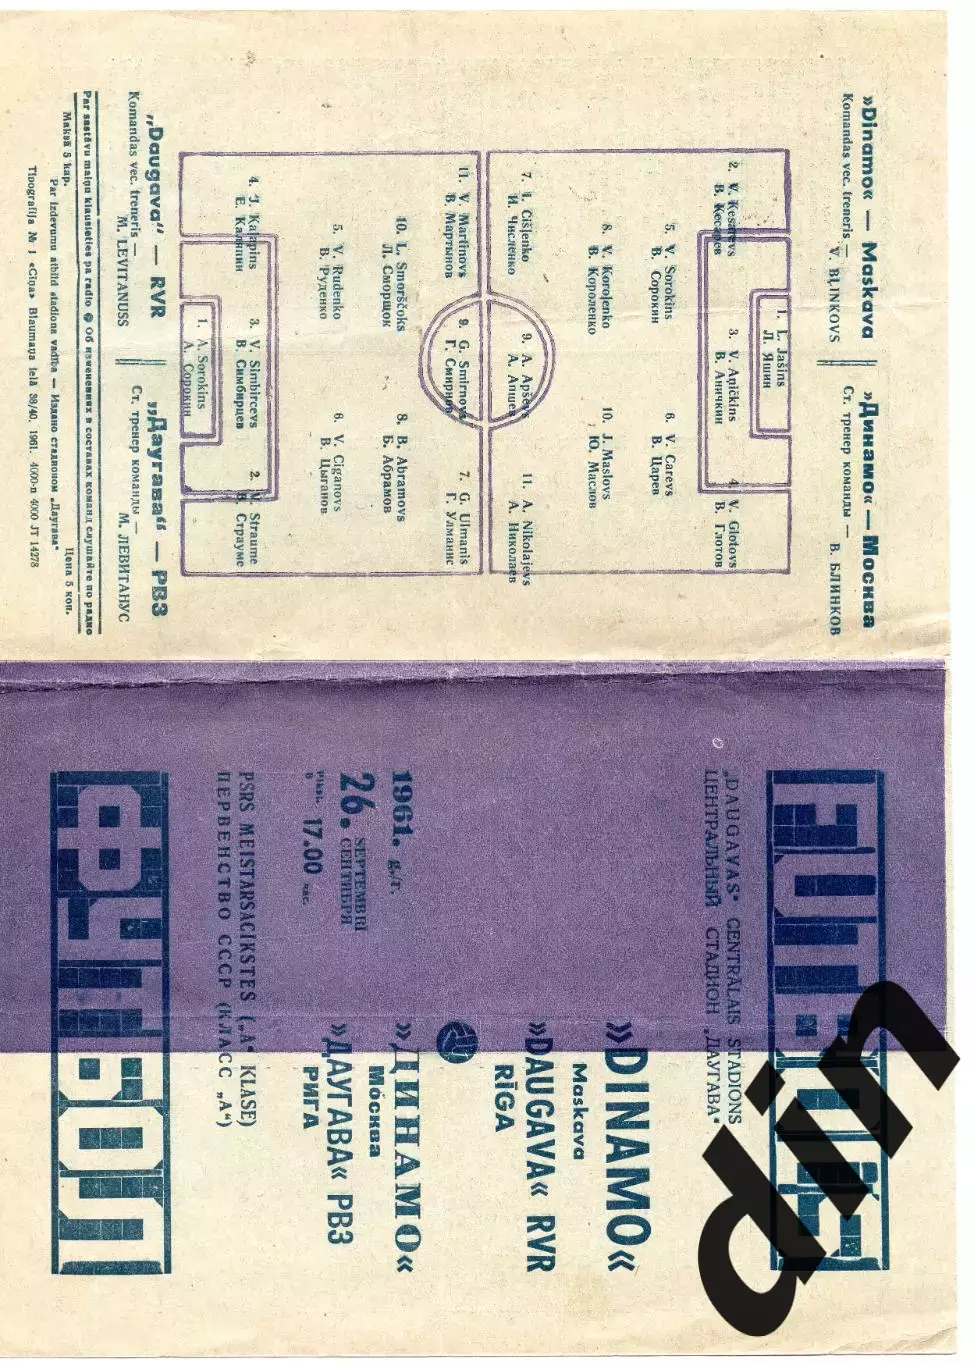 »Dinamo« — Maskava
Komandas vec. treneris —
V. BLINKOVS
»Динамо« — Москва
Ст. тренер команды —
В. БЛИНКОВ
1. L. Jašins
Л. Яшин
2. V. Kesarevs
В. Кесарев
3. V. Aņičkins
В. Аничкин
4. V. Glotovs
В. Глотов
5. V. Sorokins
В. Сорокин
6. V. Carevs
В. Царев
8. V. Koroļenko
В. Короленко
10. J. Maslovs
Ю. Маслов
7. I. Čisļenko
И. Численко
9. A. Apševs
А. Апшев
11. A. Nikolajevs
А. Николаев
11. V. Martinovs
В. Мартынов
9. G. Smirnovs
Г. Смирнов
7. G. Ulmanis
Г. Улманис
10. L. Smorščoks
Л. Сморщок
8. B. Abramovs
Б. Абрамов
5. V. Rudenko
В. Руденко
6. V. Ciganovs
В. Цыганов
4. J. Kalnpins
Е. Каляпин
3. V. Simbircevs
В. Симбирцев
2. V. Straume
В. Страуме
1. A. Sorokins
А. Сорокин
„Daugava“ — RVR
Komandas vec. treneris —
M. LEVITANUSS
»Даугава“ — РВЗ
Ст. тренер команды —
М. ЛЕВИТАНУС
Par sastāvu maiņu klausieties pa radio Об изменениях в составах команд слушайте по радио
Maksā 5 kap.
Цена 5 коп.
Par izdevumu atbild stadiona vadība — Издано стадионом „Даугава“
Tipogrāfija № 1 «Cīņa» Blaumaņa ielā 38/40. 1961. 4000-n 4000 JT 14278
FUTBOLS
„DAUGAVAS“ CENTRĀLAIS STADIONS
ЦЕНТРАЛЬНЫЙ СТАДИОН „ДАУГАВА“
»DINAMO«
Maskava
»DAUGAVA« RVR
RĪGA
1961. g./г.
26. SEPTEMBRĪ
СЕНТЯБРЯ
в 17.00 час.
»ДИНАМО«
Москва
»ДАУГАВА« РВЗ
РИГА
PSRS MEISTARSACIKSTES („A“ KLASE)
ПЕРВЕНСТВО СССР (КЛАСС „А“)
ФУТБОЛ
din